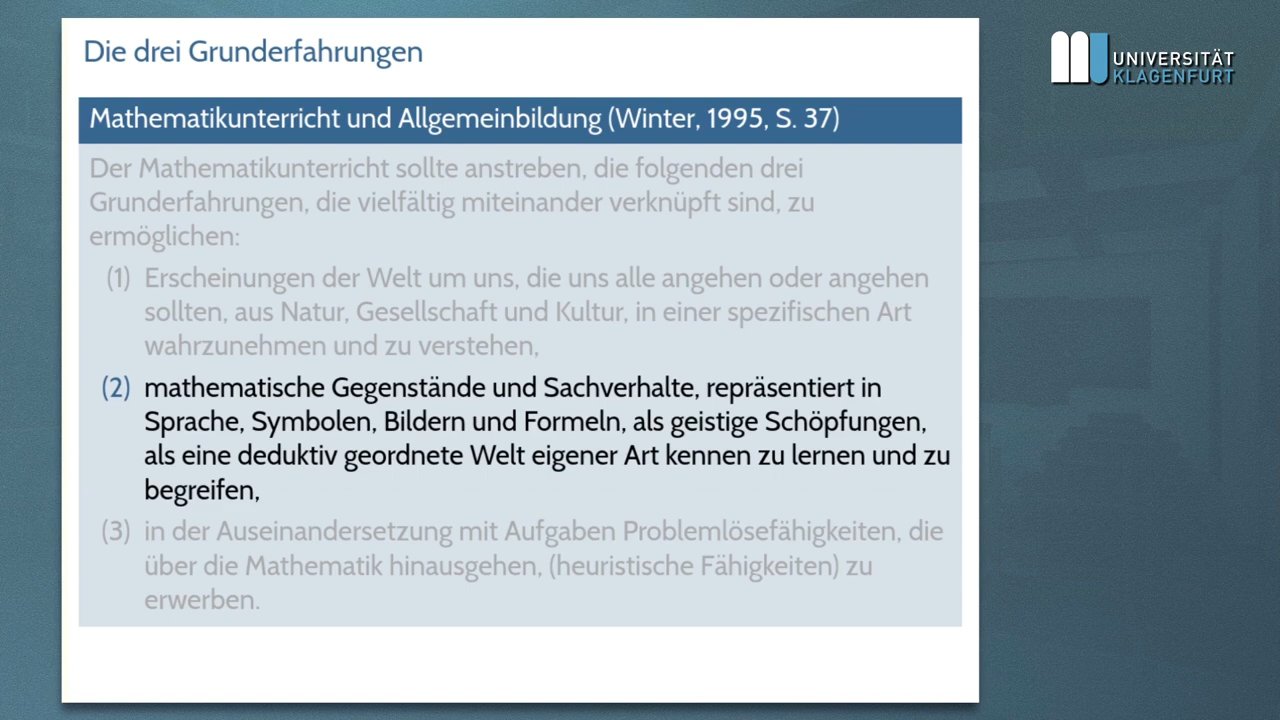 Die drei Grunderfahrungen
UNIVERSITÄT
KLAGENFURT
Mathematikunterricht und Allgemeinbildung (Winter, 1995, S. 37)
Der Mathematikunterricht sollte anstreben, die folgenden drei
Grunderfahrungen, die vielfältig miteinander verknüpft sind, zu
ermöglichen:
(1) Erscheinungen der Welt um uns, die uns alle angehen oder angehen
sollten, aus Natur, Gesellschaft und Kultur, in einer spezifischen Art
wahrzunehmen und zu verstehen,
(2) mathematische Gegenstände und Sachverhalte, repräsentiert in
Sprache, Symbolen, Bildern und Formeln, als geistige Schöpfungen,
als eine deduktiv geordnete Welt eigener Art kennen zu lernen und zu
begreifen,
(3) in der Auseinandersetzung mit Aufgaben Problemlösefähigkeiten, die
über die Mathematik hinausgehen, (heuristische Fähigkeiten) zu
erwerben.